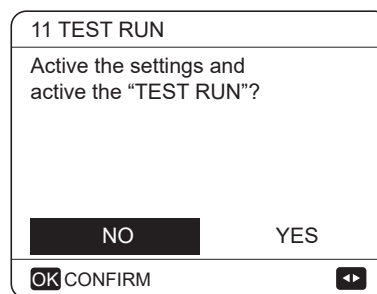 11 TEST RUN
Active the settings and
active the “TEST RUN”?
NO YES
OK CONFIRM